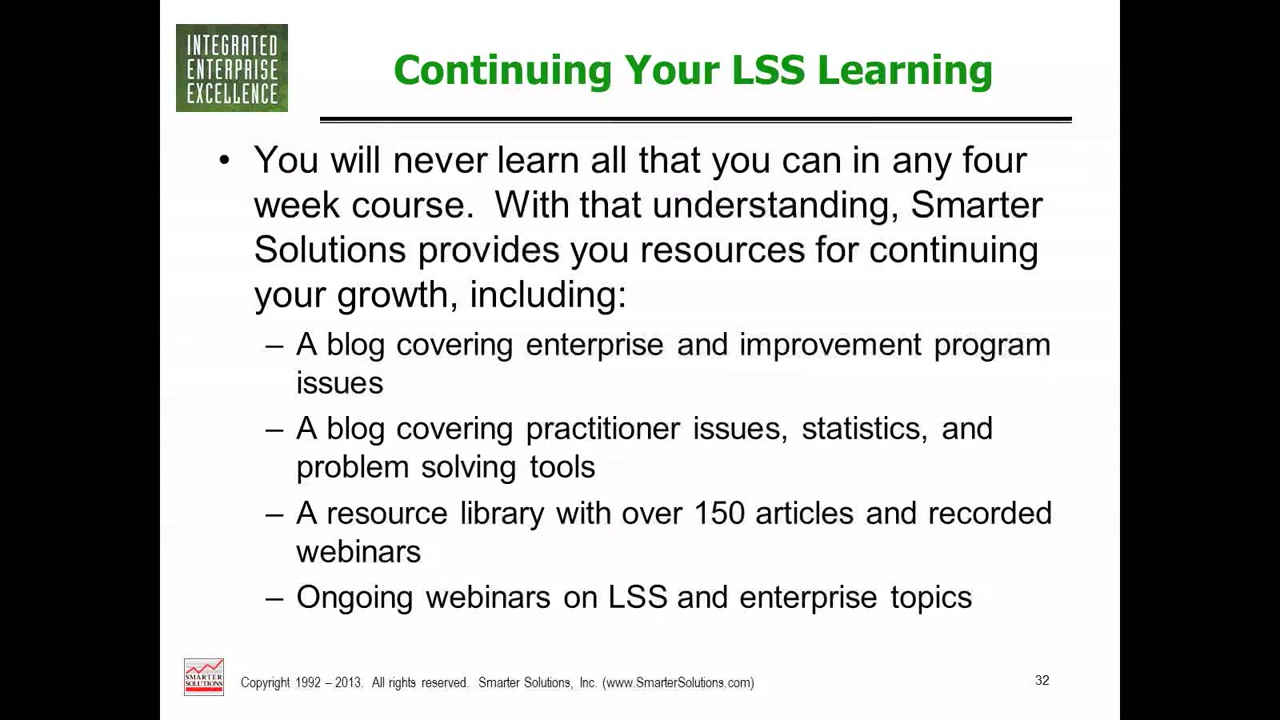 INTEGRATED
ENTERPRISE
EXCELLENCE
Continuing Your LSS Learning
• You will never learn all that you can in any four
week course.  With that understanding, Smarter
Solutions provides you resources for continuing
your growth, including:
– A blog covering enterprise and improvement program
issues
– A blog covering practitioner issues, statistics, and
problem solving tools
– A resource library with over 150 articles and recorded
webinars
– Ongoing webinars on LSS and enterprise topics
SMARTER
SOLUTIONS
Copyright 1992 – 2013.  All rights reserved.  Smarter Solutions, Inc. (www.SmarterSolutions.com)
32